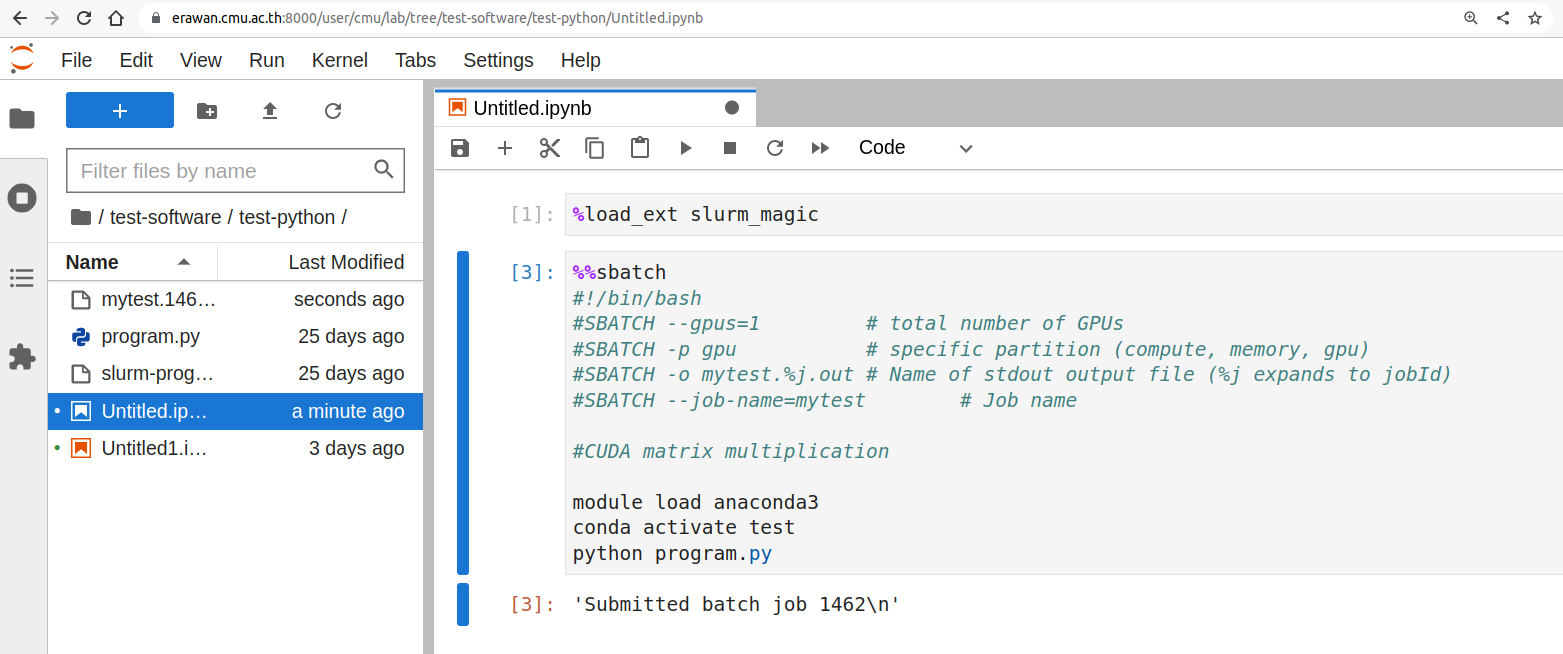 erawan.cmu.ac.th:8000/user/cmu/lab/tree/test-software/test-python/Untitled.ipynb
File Edit View Run Kernel Tabs Settings Help
Untitled.ipynb
Code
Filter files by name
/ test-software / test-python /
Name Last Modified
mytest.146… seconds ago
program.py 25 days ago
slurm-prog… 25 days ago
Untitled.ip… a minute ago
Untitled1.i… 3 days ago
[1]: %load_ext slurm_magic
[3]: %%sbatch
#!/bin/bash
#SBATCH --gpus=1         # total number of GPUs
#SBATCH -p gpu           # specific partition (compute, memory, gpu)
#SBATCH -o mytest.%j.out # Name of stdout output file (%j expands to jobId)
#SBATCH --job-name=mytest        # Job name
#CUDA matrix multiplication
module load anaconda3
conda activate test
python program.py
[3]: 'Submitted batch job 1462\n'